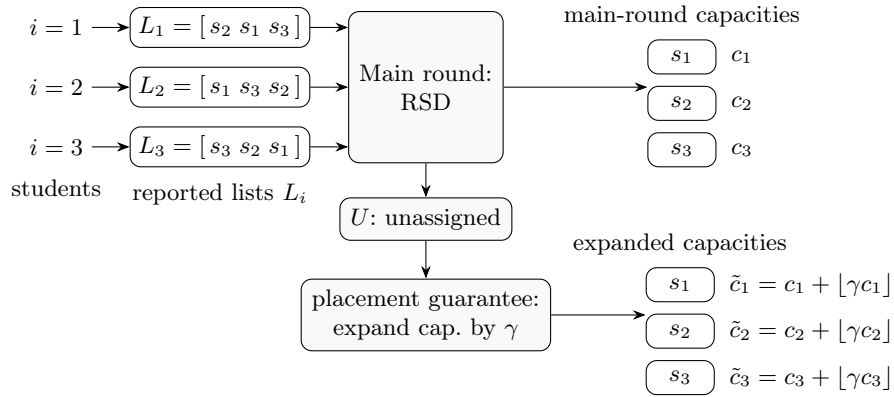 i = 1
L₁ = [ s₂ s₁ s₃ ]
i = 2
L₂ = [ s₁ s₃ s₂ ]
i = 3
L₃ = [ s₃ s₂ s₁ ]
students
reported lists Lᵢ
Main round:
RSD
main-round capacities
s₁ c₁
s₂ c₂
s₃ c₃
U: unassigned
placement guarantee:
expand cap. by γ
expanded capacities
s₁ c̃₁ = c₁ + ⌊γc₁⌋
s₂ c̃₂ = c₂ + ⌊γc₂⌋
s₃ c̃₃ = c₃ + ⌊γc₃⌋